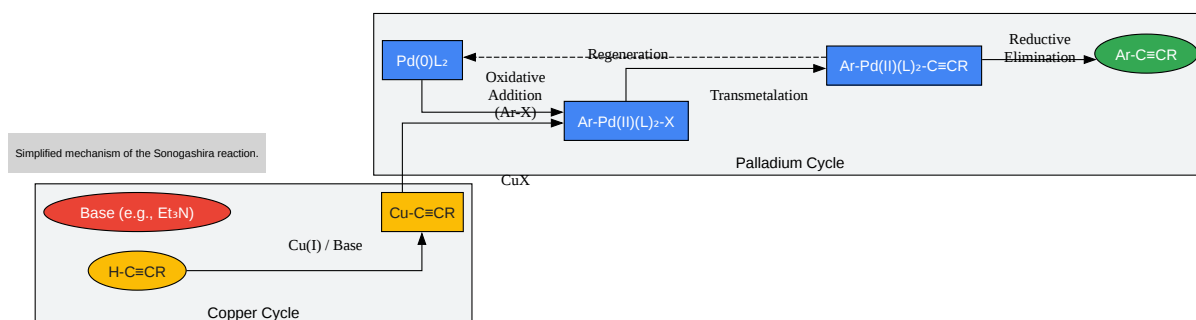 Pd(0)L₂
Regeneration
Ar-Pd(II)(L)₂-C≡CR
Reductive
Elimination
Ar-C≡CR
Oxidative
Addition
(Ar-X)
Ar-Pd(II)(L)₂-X
Transmetalation
Palladium Cycle
Simplified mechanism of the Sonogashira reaction.
CuX
Base (e.g., Et₃N)
Cu-C≡CR
Cu(I) / Base
H-C≡CR
Copper Cycle